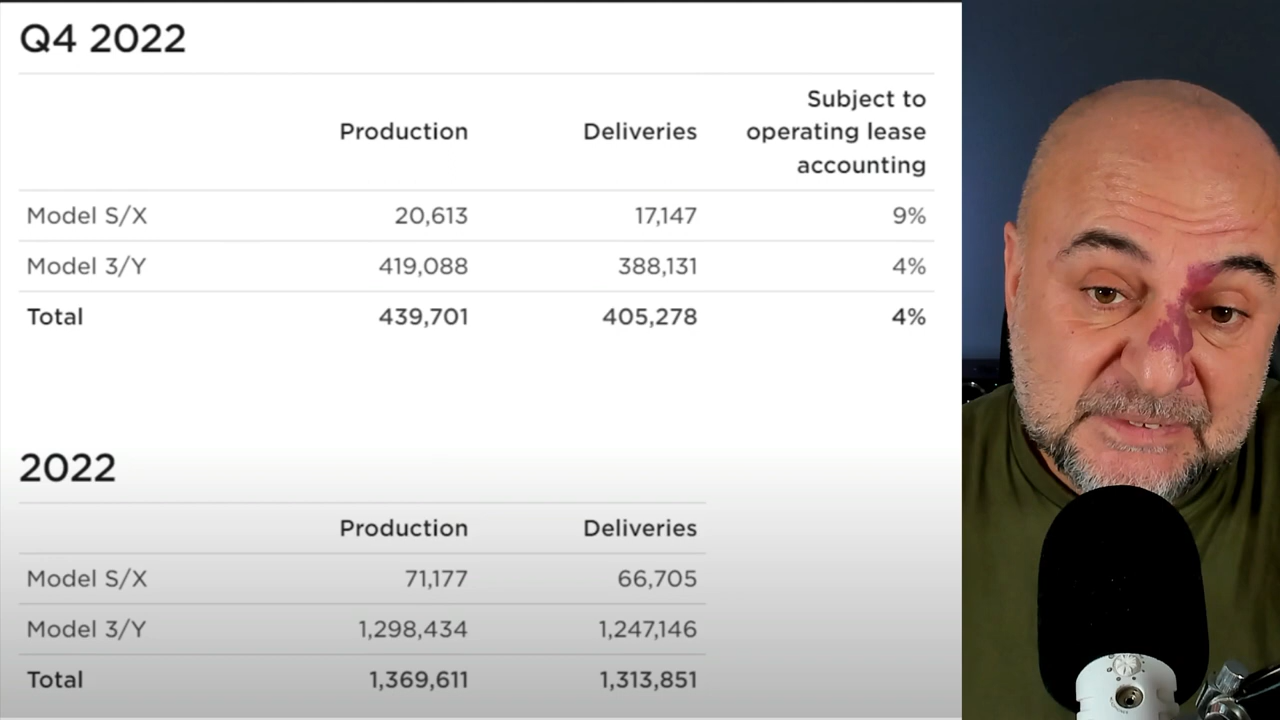 Q4 2022
Production Deliveries Subject to operating lease accounting
Model S/X 20,613 17,147 9%
Model 3/Y 419,088 388,131 4%
Total 439,701 405,278 4%
2022
Production Deliveries
Model S/X 71,177 66,705
Model 3/Y 1,298,434 1,247,146
Total 1,369,611 1,313,851